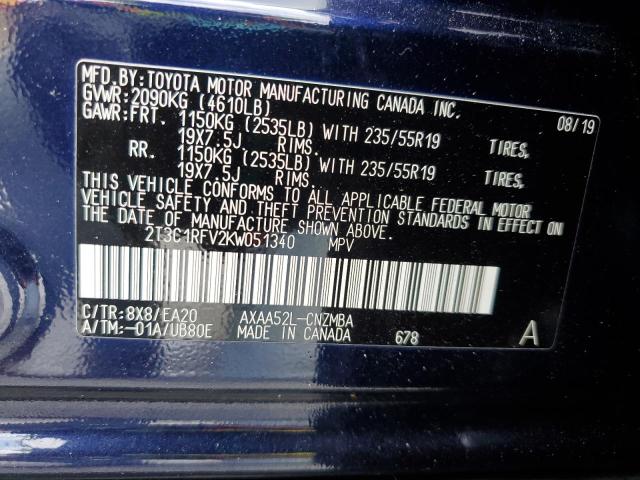 MFD.BY:TOYOTA MOTOR MANUFACTURING CANADA INC.
GVWR:2090KG (4610LB) 08/19
GAWR:FRT. 1150KG (2535LB) WITH 235/55R19 TIRES,
19X7.5J RIMS.
RR. 1150KG (2535LB) WITH 235/55R19 TIRES,
19X7.5J RIMS.
THIS VEHICLE CONFORMS TO ALL APPLICABLE FEDERAL MOTOR
VEHICLE SAFETY AND THEFT PREVENTION STANDARDS IN EFFECT ON
THE DATE OF MANUFACTURE SHOWN ABOVE.
2T3C1RFV2KW051340 MPV
C/TR:8X8/EA20 AXAA52L-CNZMBA
A/TM:-01A/UB80E MADE IN CANADA 678 A